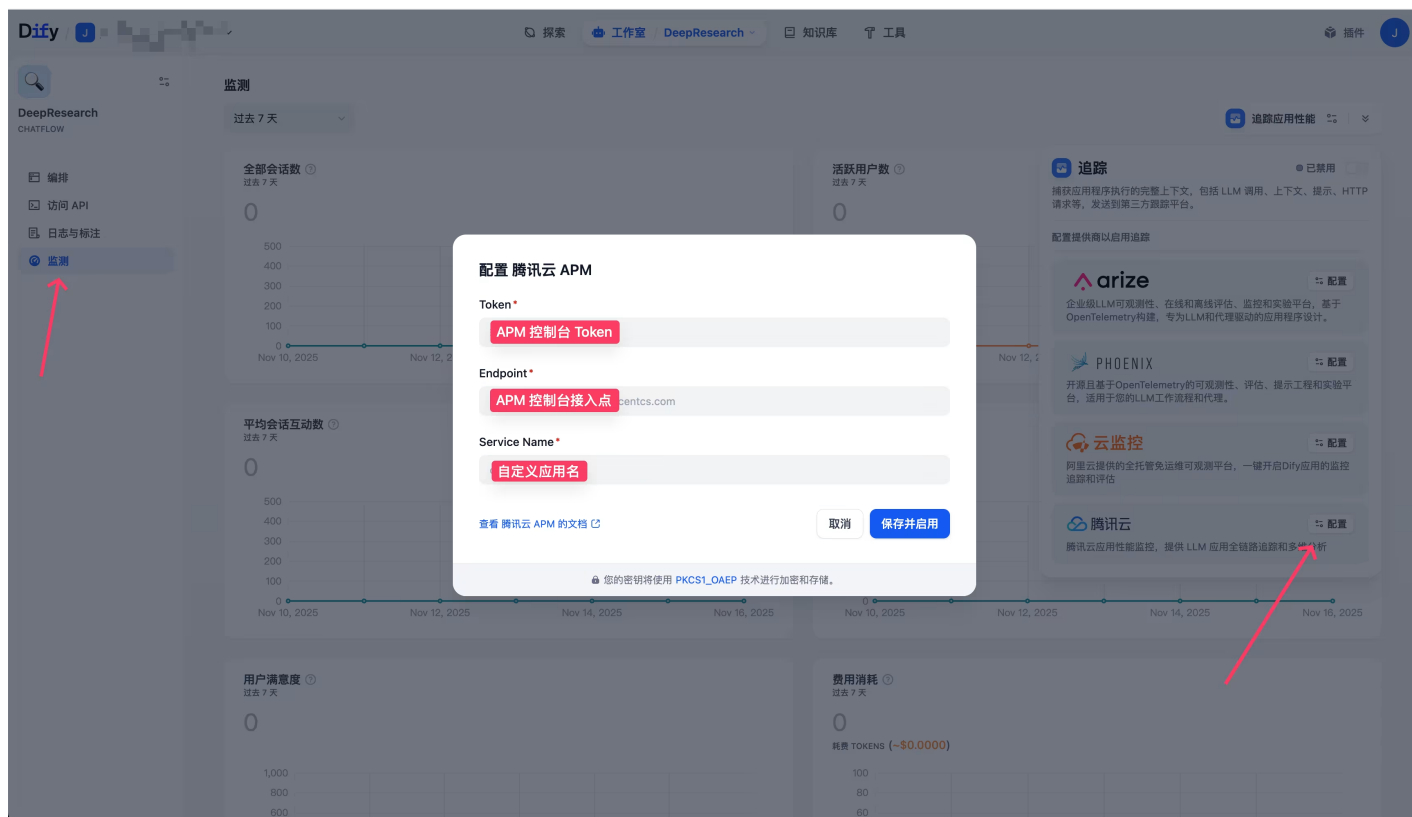 Dify / J
探索
工作室 / DeepResearch
知识库
工具
插件
J
DeepResearch
CHATFLOW
编排
访问 API
日志与标注
监测
监测
过去 7 天
追踪应用性能
全部会话数
过去 7 天
0
500
400
300
200
100
0
Nov 10, 2025
Nov 12, 2
活跃用户数
过去 7 天
0
Nov 12, 2
追踪
已禁用
捕获应用程序执行的完整上下文，包括 LLM 调用、上下文、提示、HTTP
请求等，发送到第三方跟踪平台。
配置提供商以启用追踪
arize
配置
企业级LLM可观测性、在线和离线评估、监控和实验平台，基于
OpenTelemetry构建，专为LLM和代理驱动的应用程序设计。
PHOENIX
配置
开源且基于OpenTelemetry的可观测性、评估、提示工程和实验平
台，适用于您的LLM工作流程和代理。
云监控
配置
阿里云提供的全托管免运维可观测平台，一键开启Dify应用的监控
追踪和评估
腾讯云
配置
腾讯云应用性能监控，提供 LLM 应用全链路追踪和多维分析
配置 腾讯云 APM
Token*
APM 控制台 Token
Endpoint*
APM 控制台接入点
centcs.com
Service Name*
自定义应用名
查看 腾讯云 APM 的文档
取消
保存并启用
您的密钥将使用 PKCS1_OAEP 技术进行加密和存储。
平均会话互动数
过去 7 天
0
500
400
300
200
100
0
Nov 10, 2025
Nov 12, 2025
Nov 14, 2025
Nov 16, 2025
0
Nov 10, 2025
Nov 12, 2025
Nov 14, 2025
Nov 16, 2025
用户满意度
过去 7 天
0
1,000
800
600
费用消耗
过去 7 天
0
耗费 TOKENS (~$0.0000)
100
80
60